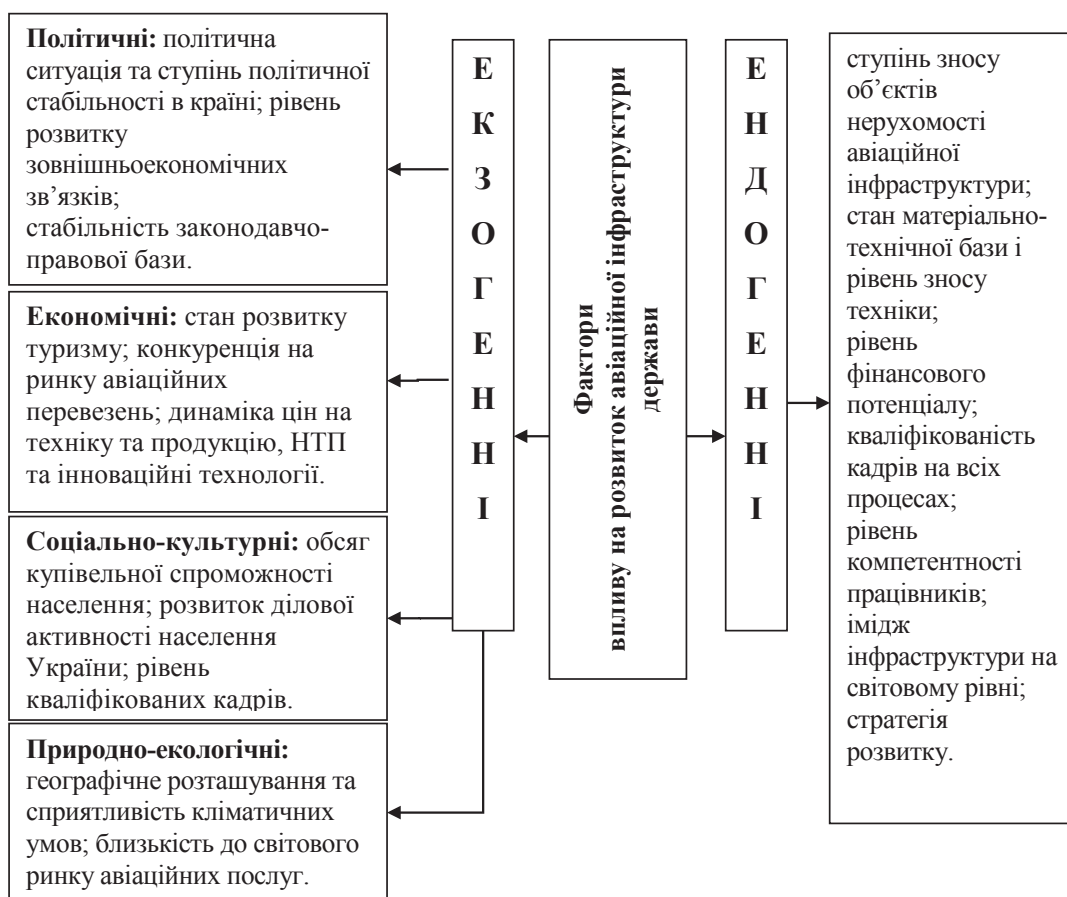 Політичні: політична
ситуація та ступінь політичної
стабільності в країні; рівень
розвитку
зовнішньоекономічних
зв’язків;
стабільність законодавчо-
правової бази.
Економічні: стан розвитку
туризму; конкуренція на
ринку авіаційних
перевезень; динаміка цін на
техніку та продукцію, НТП
та інноваційні технології.
Соціально-культурні: обсяг
купівельної спроможності
населення; розвиток ділової
активності населення
України; рівень
кваліфікованих кадрів.
Природно-екологічні:
географічне розташування та
сприятливість кліматичних
умов; близькість до світового
ринку авіаційних послуг.
Е
К
З
О
Г
Е
Н
Н
І
Фактори
впливу на розвиток авіаційної інфраструктури
держави
Е
Н
Д
О
Г
Е
Н
Н
І
ступінь зносу
об’єктів
нерухомості
авіаційної
інфраструктури;
стан матеріально-
технічної бази і
рівень зносу
техніки;
рівень
фінансового
потенціалу;
кваліфікованість
кадрів на всіх
процесах;
рівень
компетентності
працівників;
імідж
інфраструктури на
світовому рівні;
стратегія
розвитку.